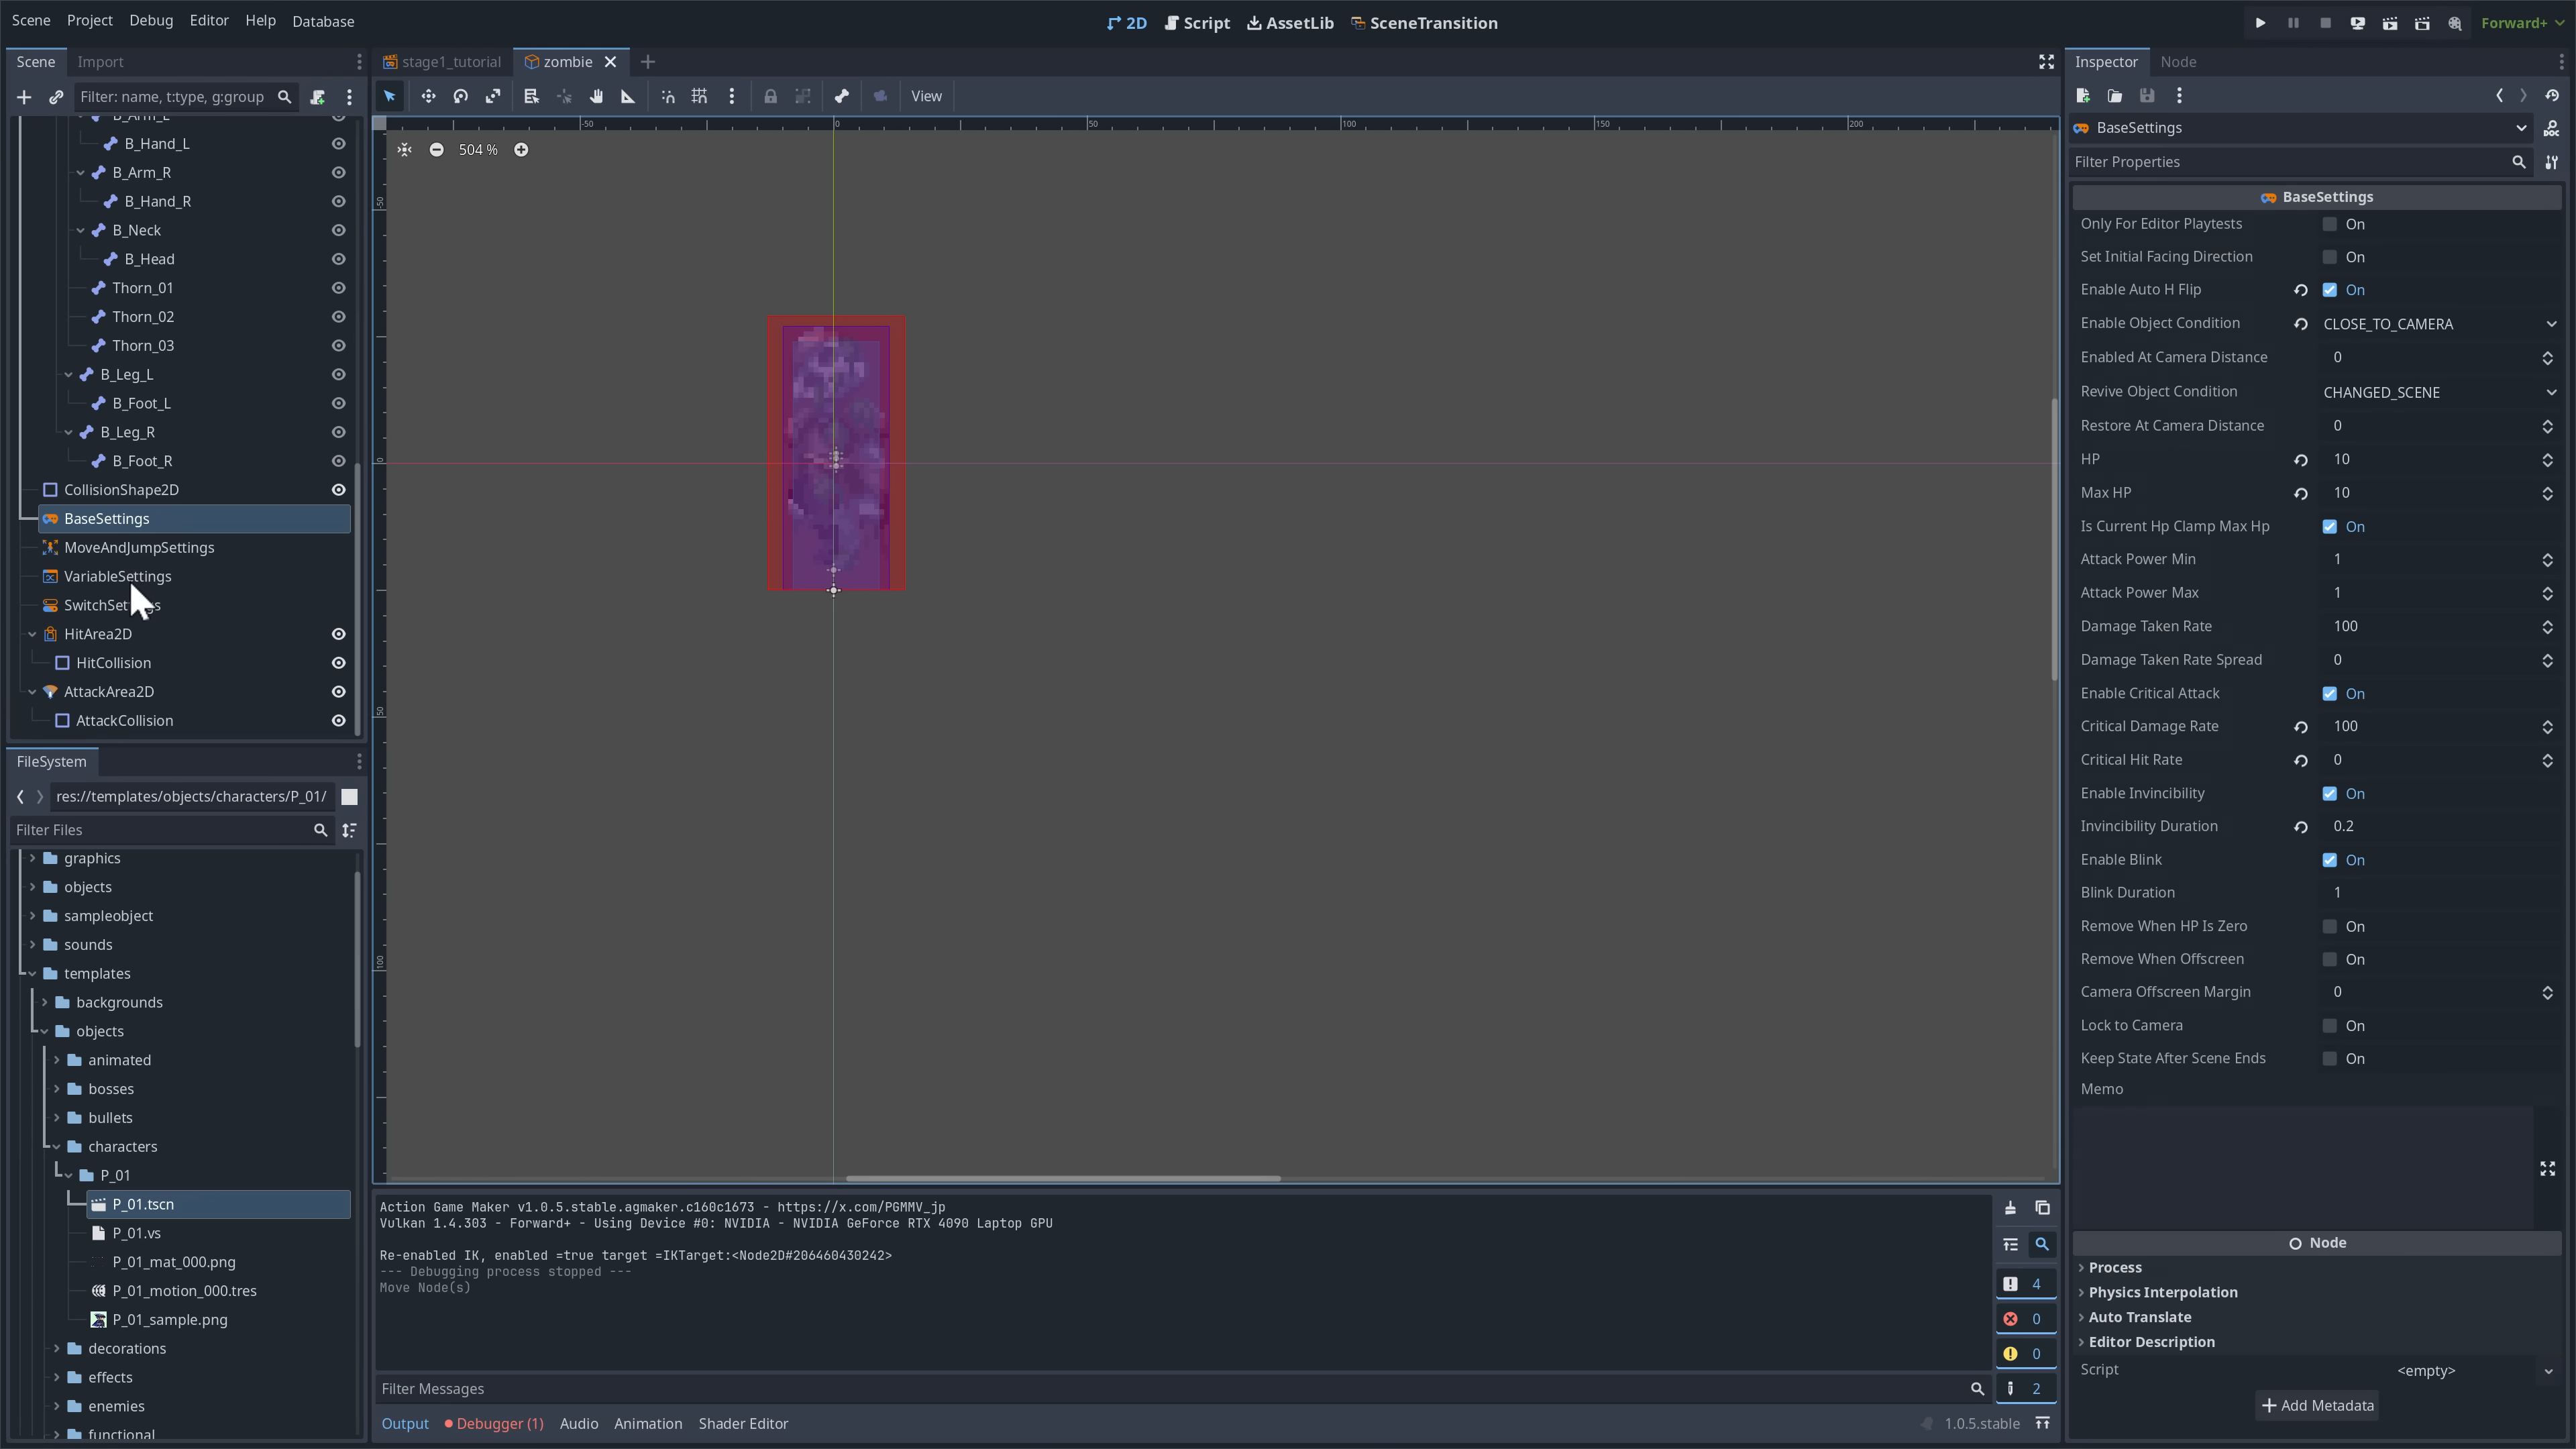 Scene Project Debug Editor Help Database
2D Script AssetLib SceneTransition
Forward+
Scene Import
Filter: name, t:type, g:group
B_Arm_L
B_Hand_L
B_Arm_R
B_Hand_R
B_Neck
B_Head
Thorn_01
Thorn_02
Thorn_03
B_Leg_L
B_Foot_L
B_Leg_R
B_Foot_R
CollisionShape2D
BaseSettings
MoveAndJumpSettings
VariableSettings
HitArea2D
HitCollision
AttackArea2D
AttackCollision
FileSystem
res://templates/objects/characters/P_01/
Filter Files
graphics
objects
sampleobject
sounds
templates
backgrounds
objects
animated
bosses
bullets
characters
P_01
P_01.tscn
P_01.vs
P_01_mat_000.png
P_01_motion_000.tres
P_01_sample.png
decorations
effects
enemies
functional
stage1_tutorial zombie
View
-50 0 50 100 150 200
504 %
-50
0
50
100
Action Game Maker v1.0.5.stable.agmaker.c160c1673 - https://x.com/PGMMV_jp
Vulkan 1.4.303 - Forward+ - Using Device #0: NVIDIA - NVIDIA GeForce RTX 4090 Laptop GPU
Re-enabled IK, enabled =true target =IKTarget:<Node2D#206460430242>
--- Debugging process stopped ---
Move Node(s)
4
0
0
2
Filter Messages
Output Debugger (1) Audio Animation Shader Editor
1.0.5.stable
Inspector Node
BaseSettings
DOC
Filter Properties
BaseSettings
Only For Editor Playtests On
Set Initial Facing Direction On
Enable Auto H Flip On
Enable Object Condition CLOSE_TO_CAMERA
Enabled At Camera Distance 0
Revive Object Condition CHANGED_SCENE
Restore At Camera Distance 0
HP 10
Max HP 10
Is Current Hp Clamp Max Hp On
Attack Power Min 1
Attack Power Max 1
Damage Taken Rate 100
Damage Taken Rate Spread 0
Enable Critical Attack On
Critical Damage Rate 100
Critical Hit Rate 0
Enable Invincibility On
Invincibility Duration 0.2
Enable Blink On
Blink Duration 1
Remove When HP Is Zero On
Remove When Offscreen On
Camera Offscreen Margin 0
Lock to Camera On
Keep State After Scene Ends On
Memo
Node
Process
Physics Interpolation
Auto Translate
Editor Description
Script <empty>
Add Metadata